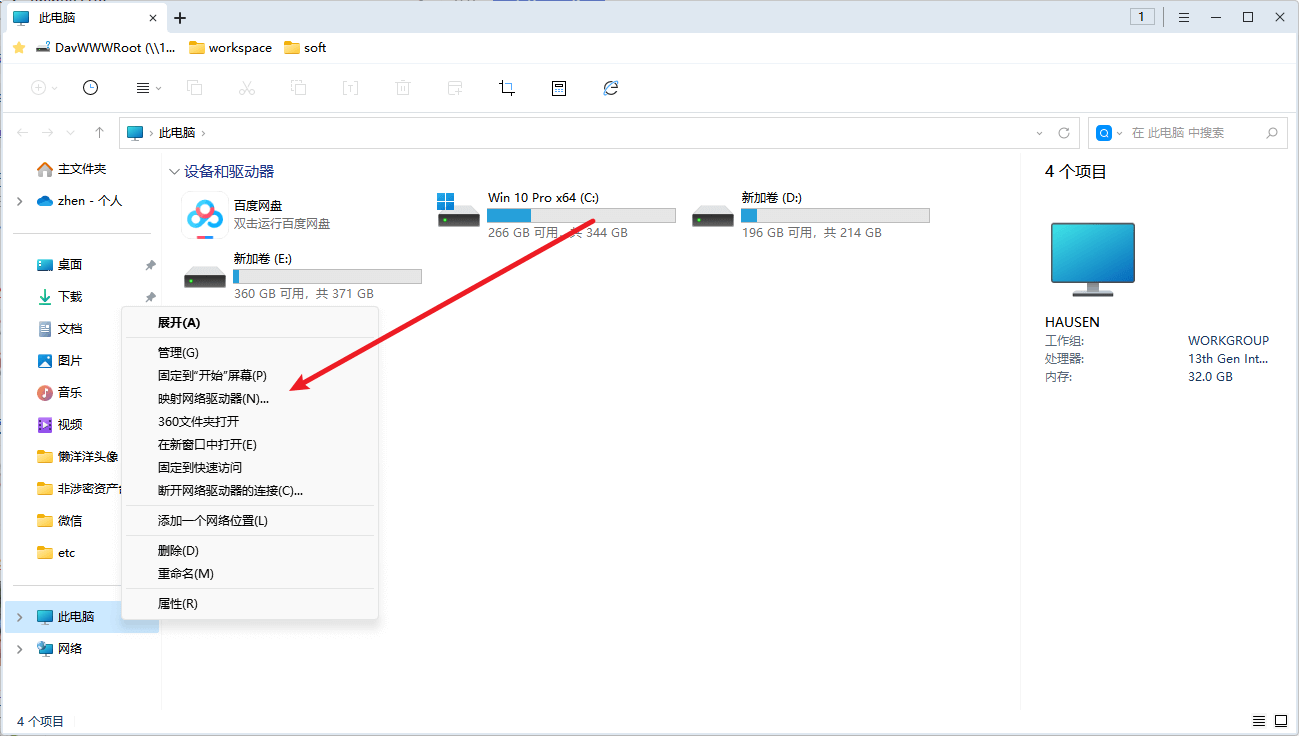 此电脑
1
DavWWWRoot (\\1...
workspace
soft
此电脑
在 此电脑 中搜索
主文件夹
zhen - 个人
桌面
下载
文档
图片
音乐
视频
懒洋洋头像
非涉密资产
微信
etc
此电脑
网络
设备和驱动器
百度网盘
双击运行百度网盘
Win 10 Pro x64 (C:)
266 GB 可用，共 344 GB
新加卷 (D:)
196 GB 可用，共 214 GB
新加卷 (E:)
360 GB 可用，共 371 GB
展开(A)
管理(G)
固定到"开始"屏幕(P)
映射网络驱动器(N)...
360文件夹打开
在新窗口中打开(E)
固定到快速访问
断开网络驱动器的连接(C)...
添加一个网络位置(L)
删除(D)
重命名(M)
属性(R)
4 个项目
HAUSEN
工作组: WORKGROUP
处理器: 13th Gen Int...
内存: 32.0 GB
4 个项目